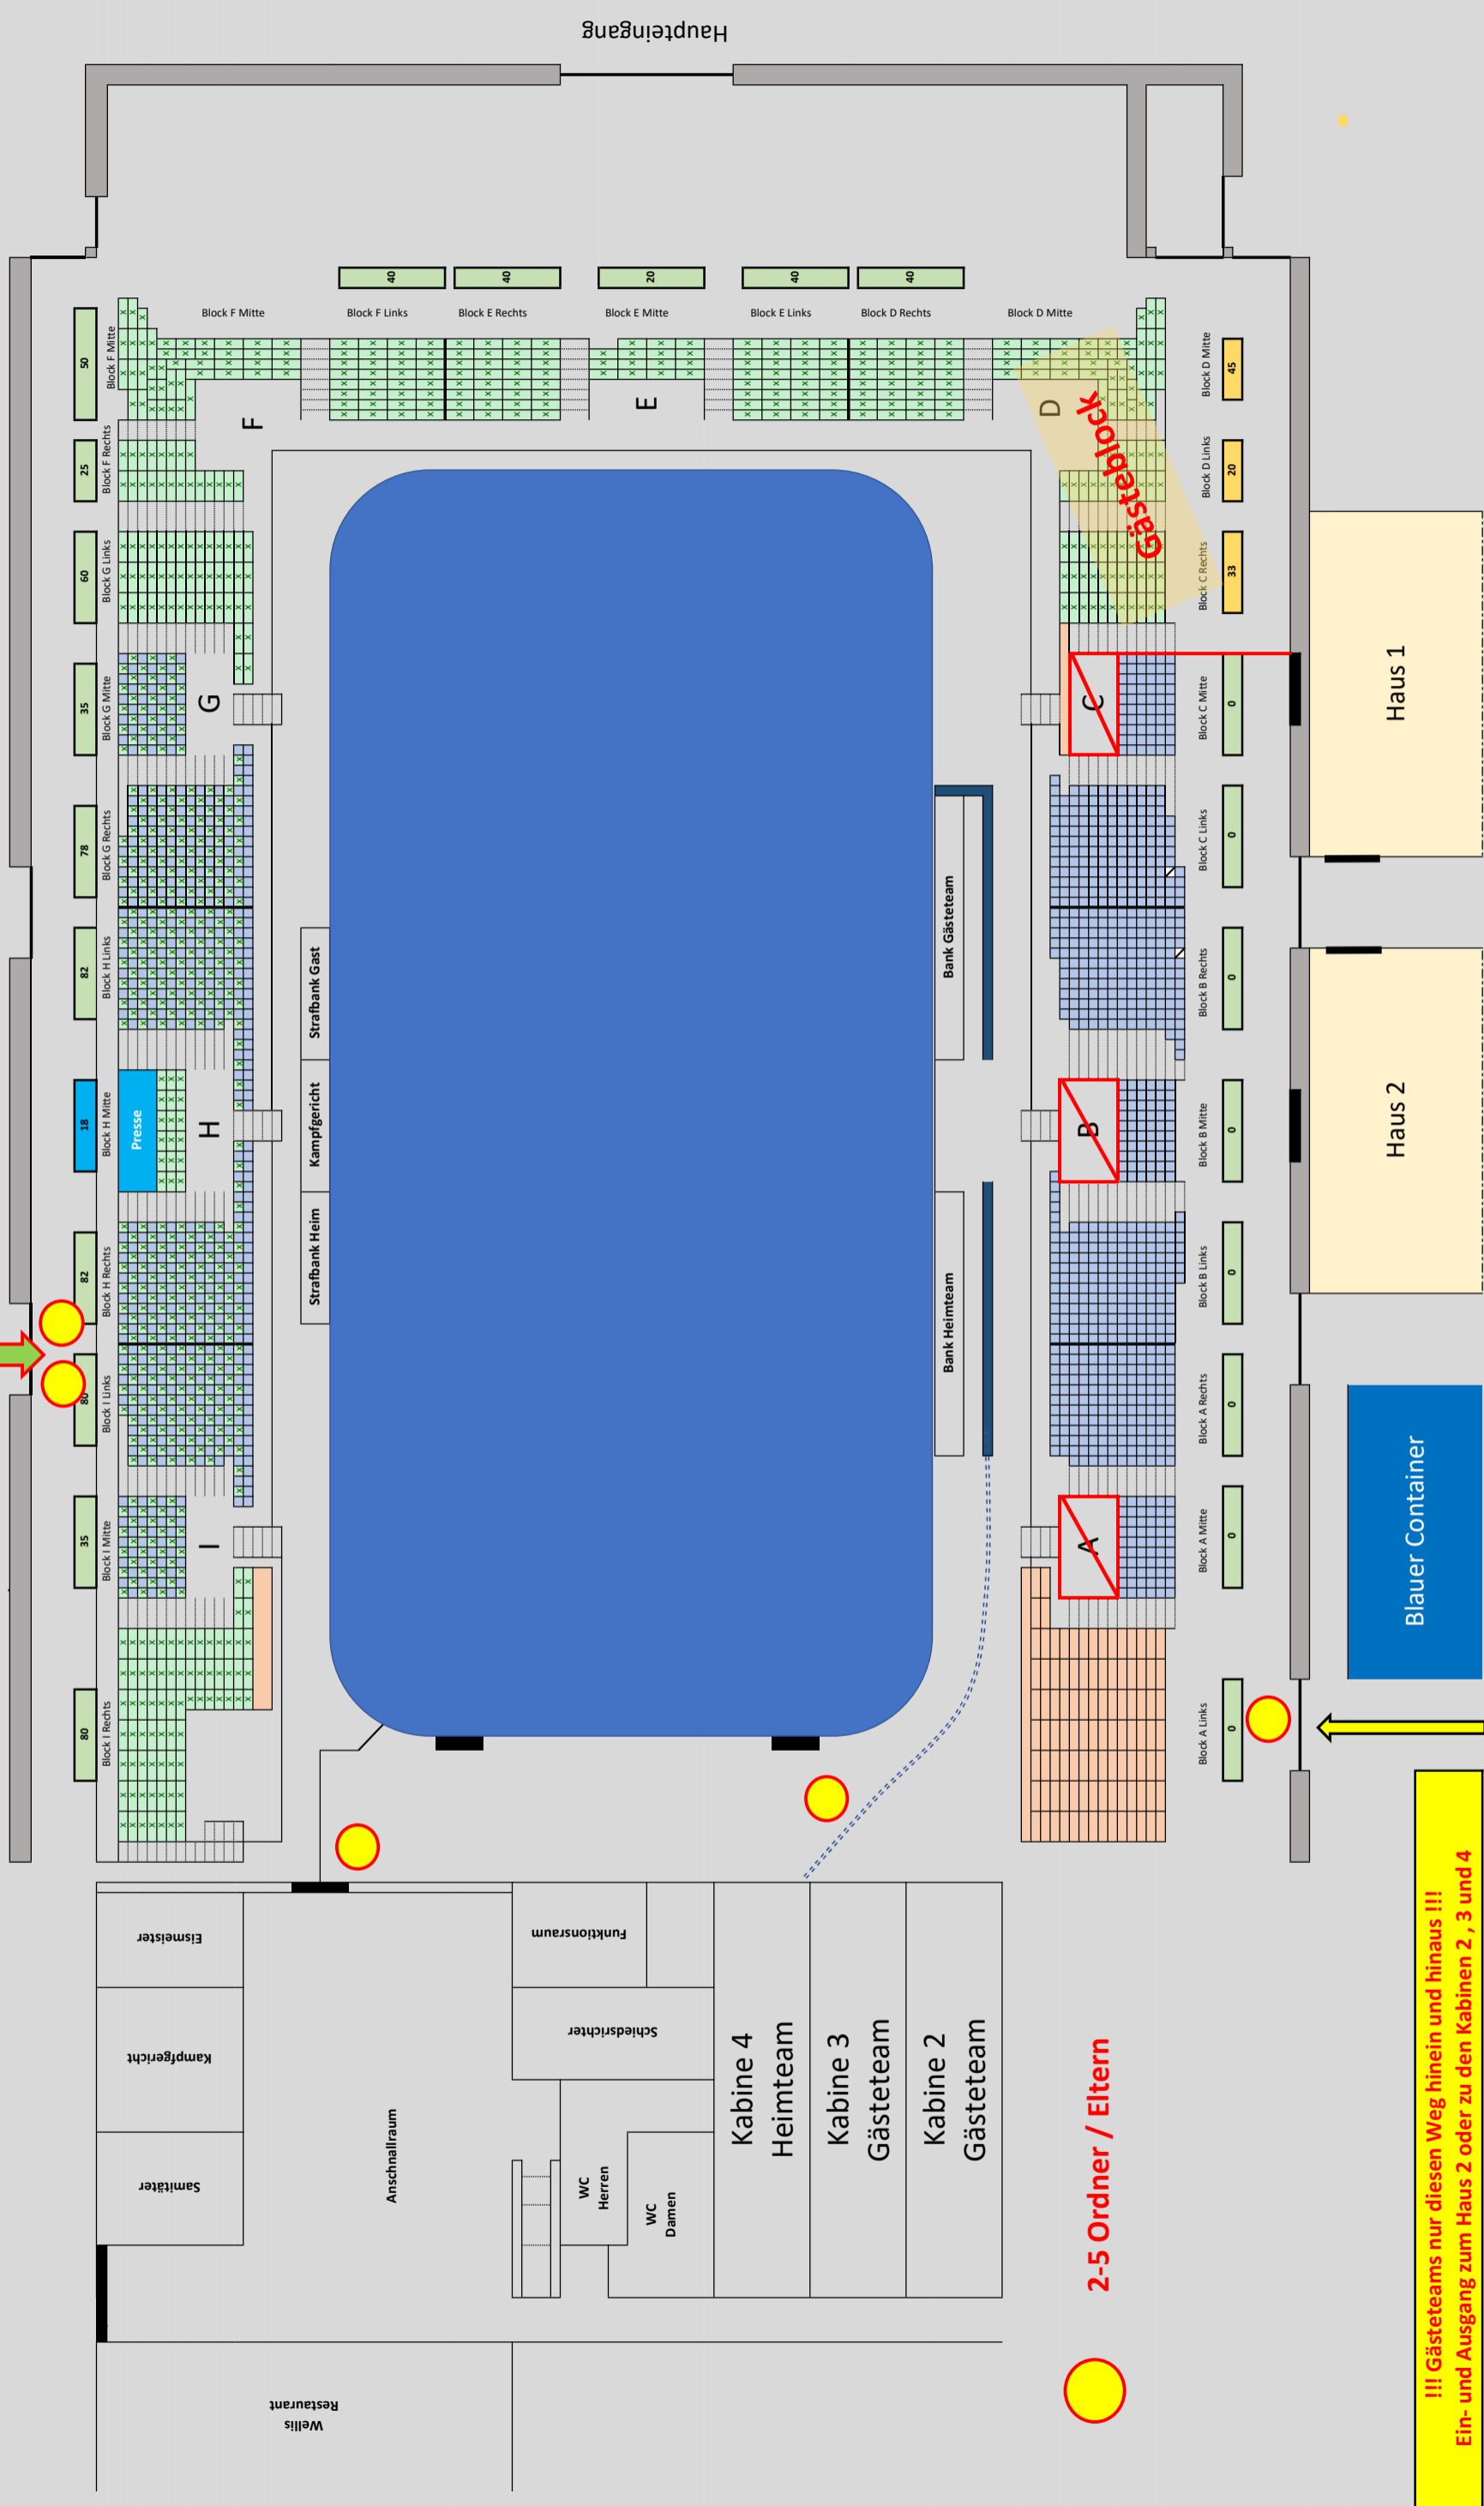 Haupteingang
40
40
20
40
40
Block F Mitte
Block F Links
Block E Rechts
Block E Mitte
Block E Links
Block D Rechts
Block D Mitte
50
Block F Mitte
25
Block F Rechts
60
Block G Links
35
Block G Mitte
78
Block G Rechts
82
Block H Links
18
Block H Mitte
82
Block H Rechts
80
Block I Links
35
Block I Mitte
80
Block I Rechts
F
E
D
G
H
I
Presse
Gästeblock
C
B
A
Block D Mitte
45
Block D Links
20
Block C Rechts
33
Block C Mitte
0
Block C Links
0
Block B Rechts
0
Block B Mitte
0
Block B Links
0
Block A Rechts
0
Block A Mitte
0
Block A Links
0
Strafbank Gast
Kampfgericht
Strafbank Heim
Bank Gästeteam
Bank Heimteam
Haus 1
Haus 2
Blauer Container
Eismeister
Kampfgericht
Samitäter
Anschnallraum
Funktionsraum
Schiedsrichter
WC
Herren
WC
Damen
Kabine 4
Heimteam
Kabine 3
Gästeteam
Kabine 2
Gästeteam
Wellis
Restaurant
2-5 Ordner / Eltern
!!! Gästeteams nur diesen Weg hinein und hinaus !!!
Ein- und Ausgang zum Haus 2 oder zu den Kabinen 2 , 3 und 4